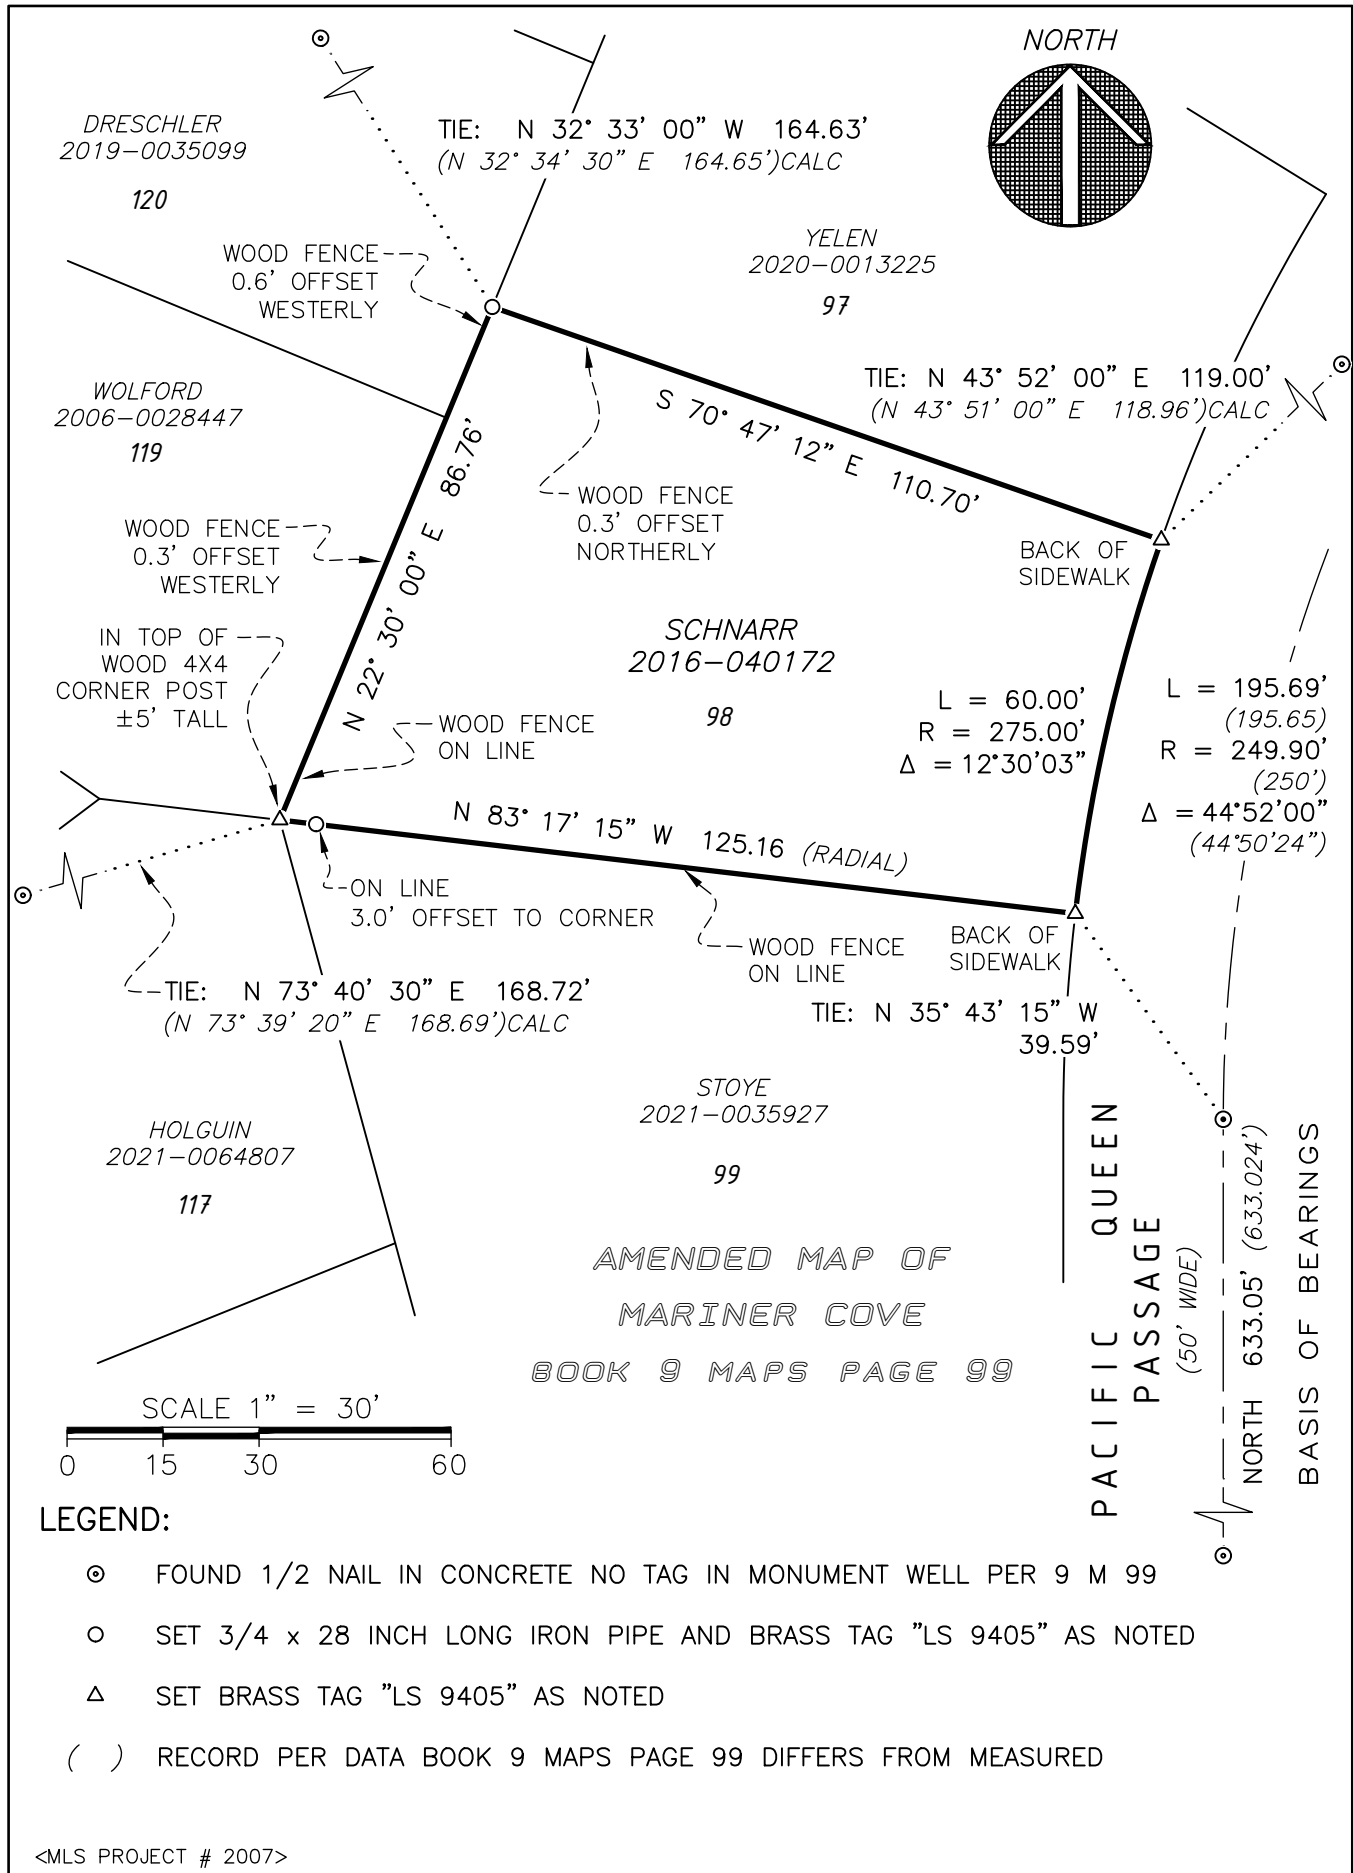 NORTH
DRESCHLER
2019-0035099
120
TIE: N 32° 33' 00" W 164.63'
(N 32° 34' 30" E 164.65')CALC
WOOD FENCE
0.6' OFFSET
WESTERLY
YELEN
2020-0013225
97
WOLFORD
2006-0028447
119
TIE: N 43° 52' 00" E 119.00'
(N 43° 51' 00" E 118.96')CALC
S 70° 47' 12" E 110.70'
N 22° 30' 00" E 86.76'
WOOD FENCE
0.3' OFFSET
NORTHERLY
WOOD FENCE
0.3' OFFSET
WESTERLY
BACK OF
SIDEWALK
IN TOP OF
WOOD 4X4
CORNER POST
±5' TALL
SCHNARR
2016-040172
98
WOOD FENCE
ON LINE
L = 60.00'
R = 275.00'
Δ = 12°30'03"
L = 195.69'
(195.65)
R = 249.90'
(250')
Δ = 44°52'00"
(44°50'24")
N 83° 17' 15" W 125.16 (RADIAL)
ON LINE
3.0' OFFSET TO CORNER
WOOD FENCE
ON LINE
BACK OF
SIDEWALK
TIE: N 73° 40' 30" E 168.72'
(N 73° 39' 20" E 168.69')CALC
TIE: N 35° 43' 15" W
39.59'
STOYE
2021-0035927
99
HOLGUIN
2021-0064807
117
PACIFIC QUEEN
PASSAGE
(50' WIDE)
NORTH 633.05' (633.024')
BASIS OF BEARINGS
AMENDED MAP OF
MARINER COVE
BOOK 9 MAPS PAGE 99
SCALE 1" = 30'
0 15 30 60
LEGEND:
FOUND 1/2 NAIL IN CONCRETE NO TAG IN MONUMENT WELL PER 9 M 99
SET 3/4 x 28 INCH LONG IRON PIPE AND BRASS TAG "LS 9405" AS NOTED
SET BRASS TAG "LS 9405" AS NOTED
( ) RECORD PER DATA BOOK 9 MAPS PAGE 99 DIFFERS FROM MEASURED
<MLS PROJECT # 2007>